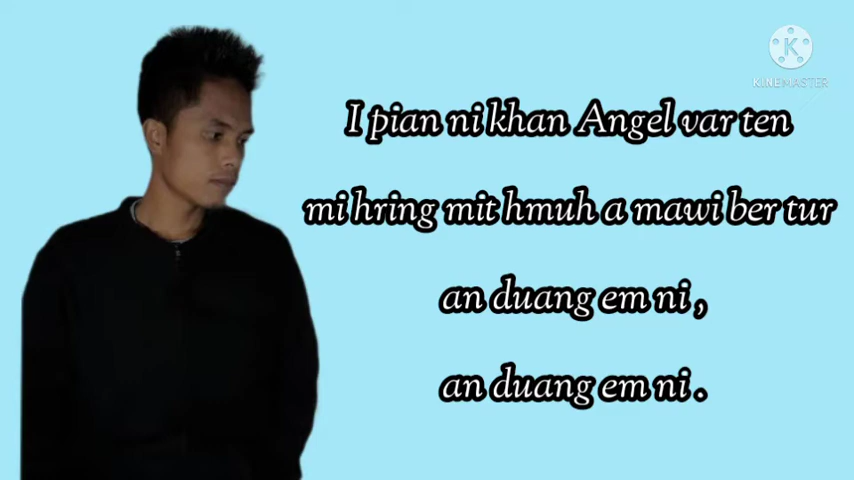 KINEMASTER
I pian ni khan Angel var ten
mi hring mit hmuh a mawi ber tur
an duang em ni ,
an duang em ni .